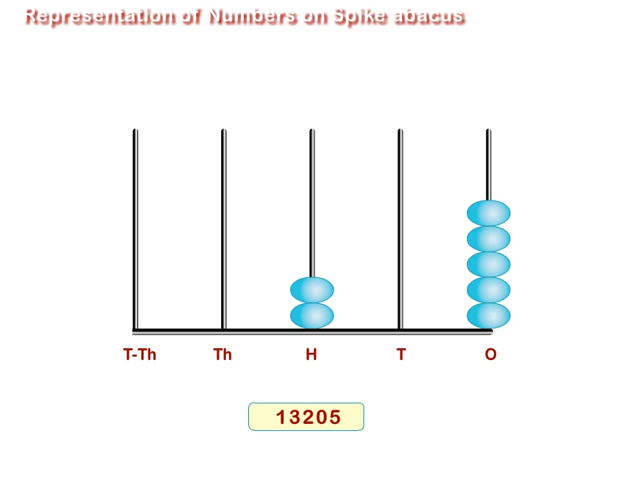 Representation of Numbers on Spike abacus
T-Th Th H T O
13205